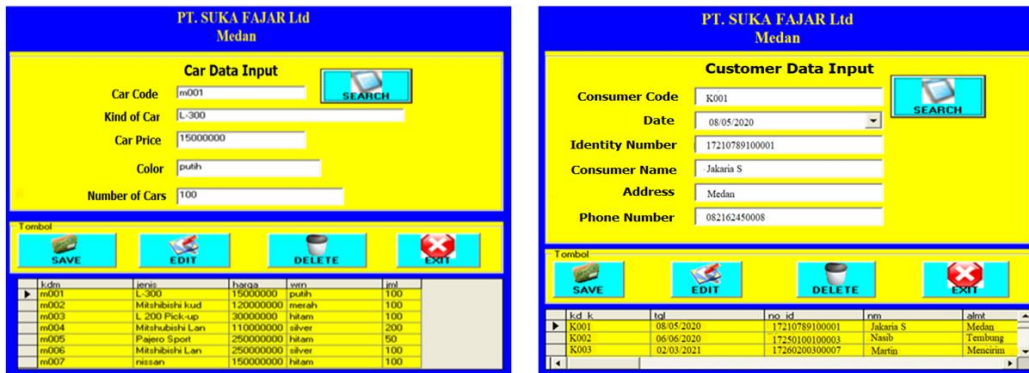 PT. SUKA FAJAR Ltd
Medan
Car Data Input
Car Code m001
SEARCH
Kind of Car L-300
Car Price 15000000
Color putih
Number of Cars 100
Tombol
SAVE EDIT DELETE EXIT
kdm jenis harga wrn jml
m001 L-300 15000000 putih 100
m002 Mitshibishi kud 120000000 merah 100
m003 L 200 Pick-up 30000000 hitam 100
m004 Mitshubishi Lan 110000000 silver 200
m005 Pajero Sport 250000000 hitam 50
m006 Mitshibishi Lan 250000000 silver 100
m007 nissan 150000000 hitam 100
PT. SUKA FAJAR Ltd
Medan
Customer Data Input
Consumer Code K001
SEARCH
Date 08/05/2020
Identity Number 17210789100001
Consumer Name Jakaria S
Address Medan
Phone Number 082162450008
Tombol
SAVE EDIT DELETE EXIT
kd_k tgl no_id nm almt
K001 08/05/2020 17210789100001 Jakaria S Medan
K002 06/06/2020 17250100100003 Nasib Tembung
K003 02/03/2021 17260200300007 Martin Mencirim